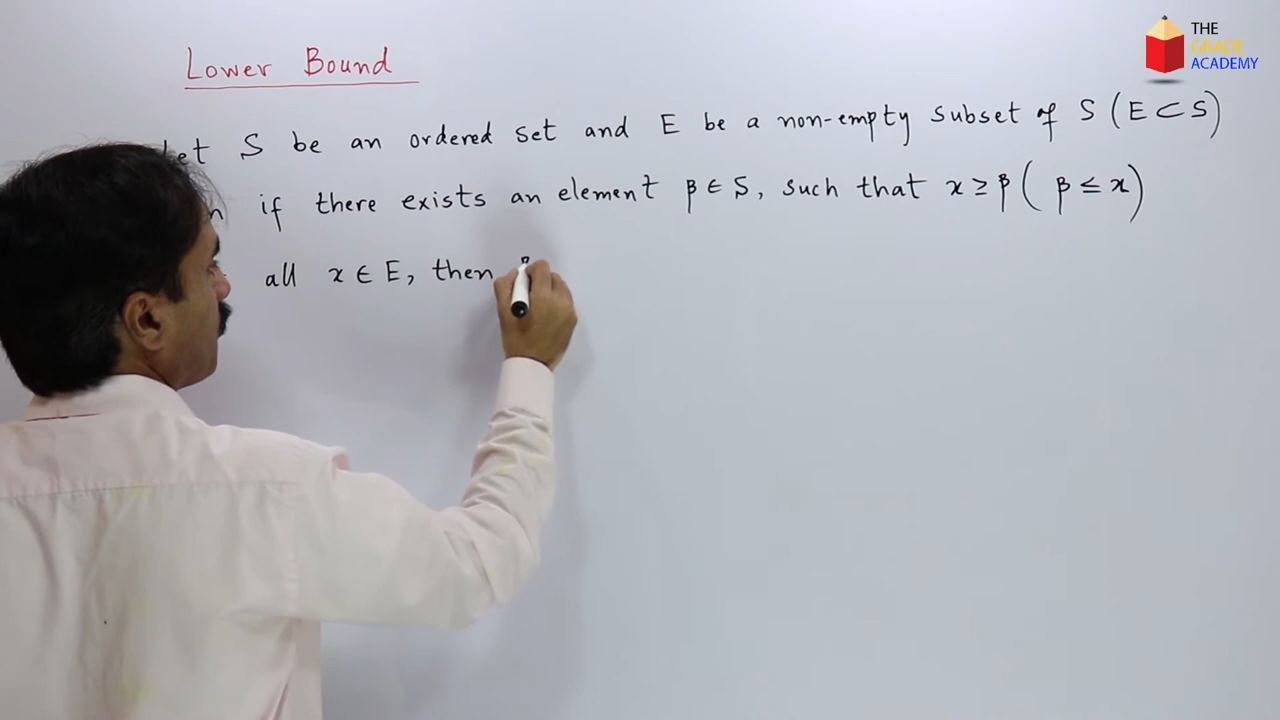 THE
GRADE
ACADEMY
Lower Bound
Let S be an ordered set and E be a non-empty subset of S (E ⊂ S)
if there exists an element β ∈ S, such that x ≥ β ( β ≤ x )
all x ∈ E, then